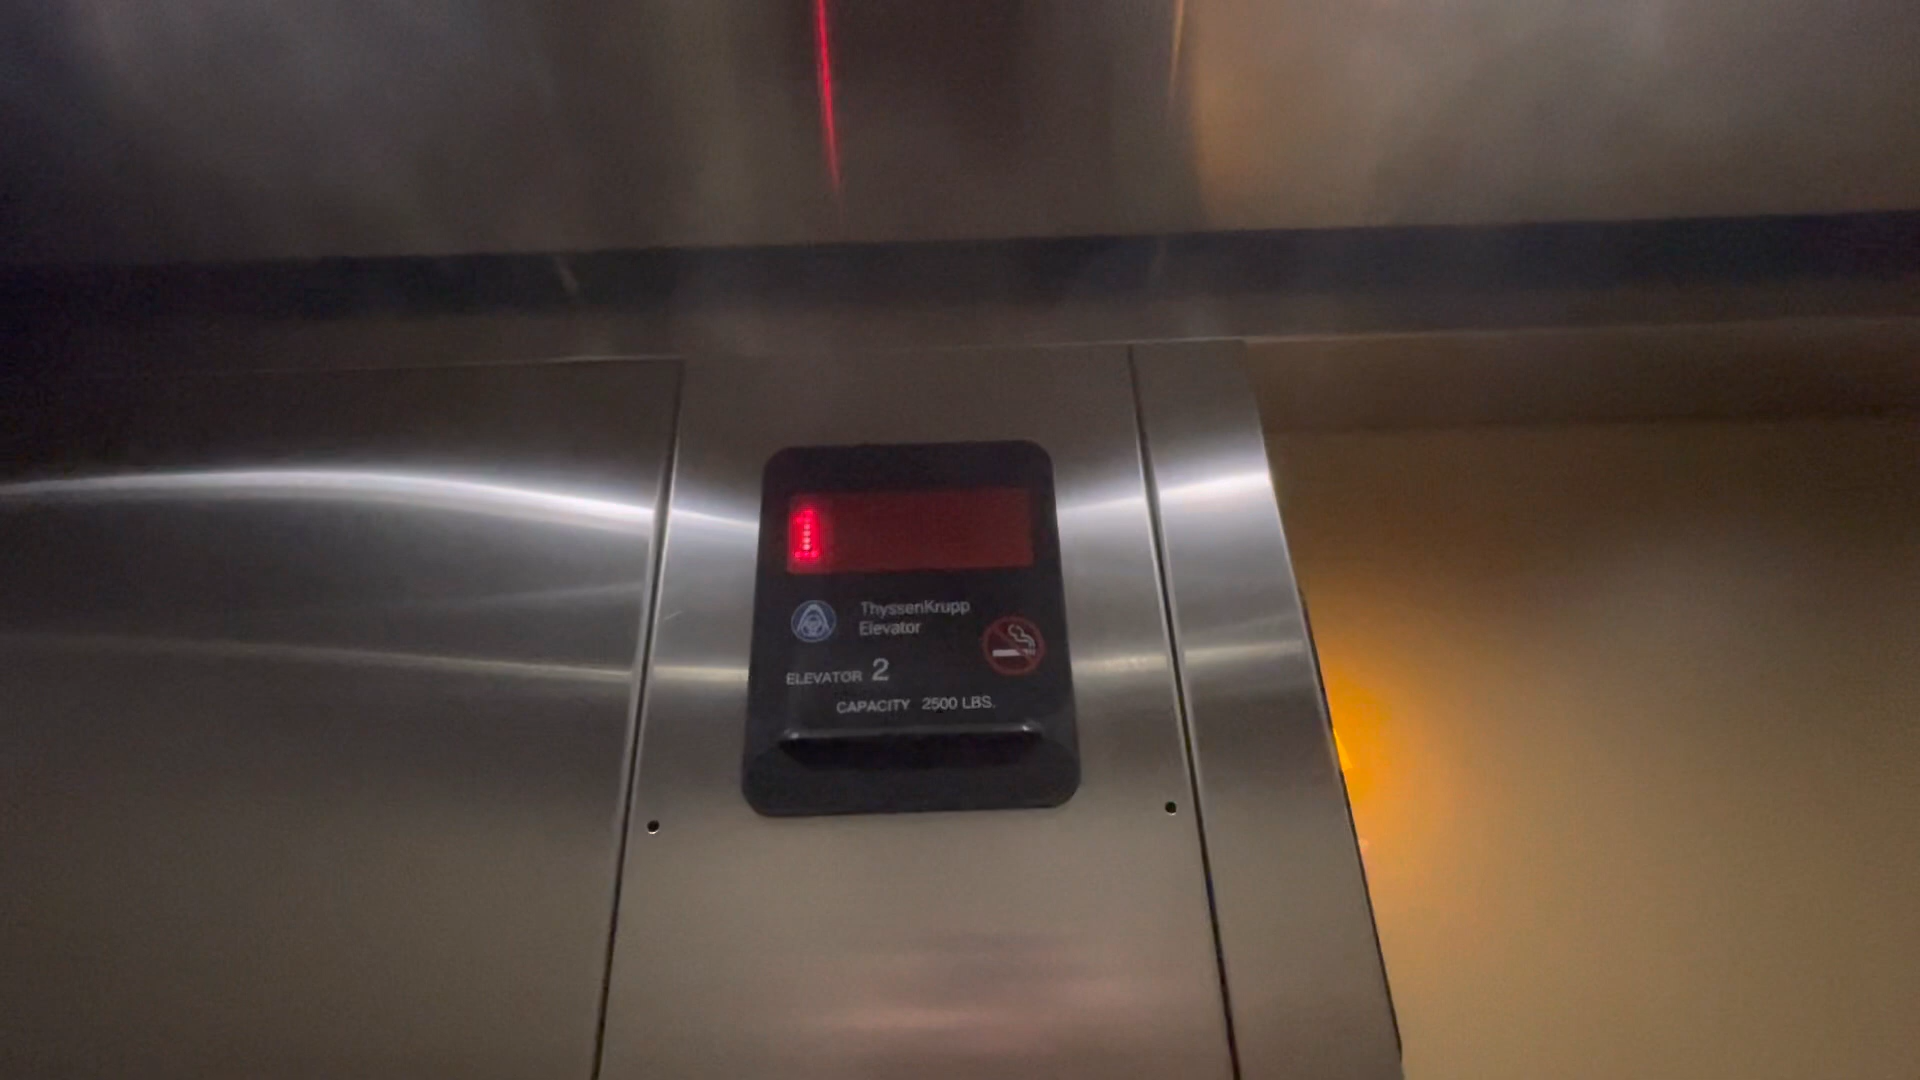 1
ThyssenKrupp
Elevator
ELEVATOR 2
CAPACITY 2500 LBS.